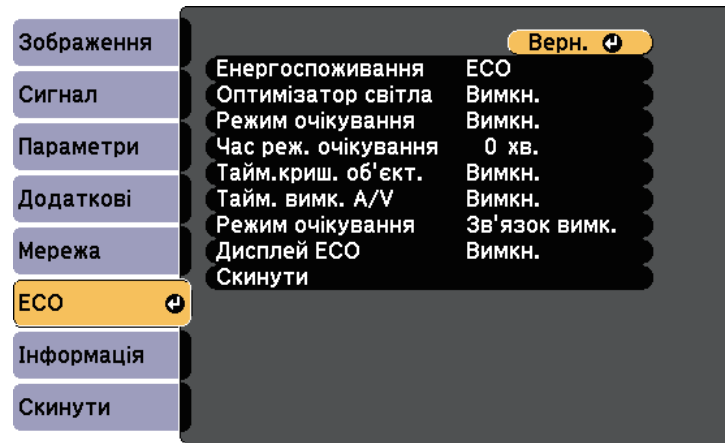 Зображення
Сигнал
Параметри
Додаткові
Мережа
ECO
Інформація
Скинути
Верн.
Енергоспоживання ECO
Оптимізатор світла Вимкн.
Режим очікування Вимкн.
Час реж. очікування 0 хв.
Тайм.криш. об'єкт. Вимкн.
Тайм. вимк. A/V Вимкн.
Режим очікування Зв'язок вимк.
Дисплей ECO Вимкн.
Скинути